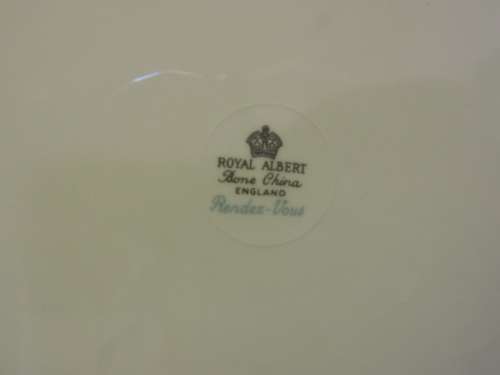 ROYAL ALBERT
Bone China
ENGLAND
Rendez-Vous